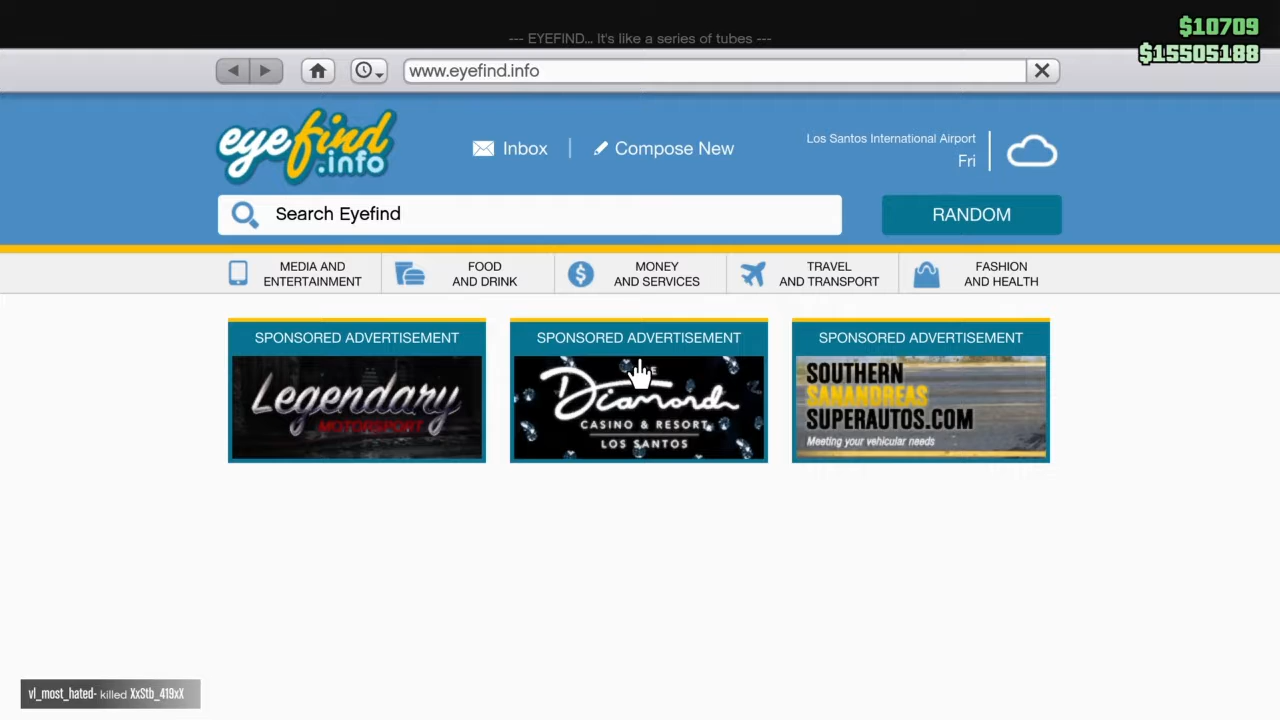 --- EYEFIND... It's like a series of tubes ---
$10709
$15505188
www.eyefind.info
eyefind
.info
Inbox
Compose New
Los Santos International Airport
Fri
Search Eyefind
RANDOM
MEDIA AND
ENTERTAINMENT
FOOD
AND DRINK
MONEY
AND SERVICES
TRAVEL
AND TRANSPORT
FASHION
AND HEALTH
SPONSORED ADVERTISEMENT
Legendary
MOTORSPORT
SPONSORED ADVERTISEMENT
Diamond
CASINO & RESORT
LOS SANTOS
SPONSORED ADVERTISEMENT
SOUTHERN
SANANDREAS
SUPERAUTOS.COM
Meeting your vehicular needs
vl_most_hated- killed XxStb_419xX